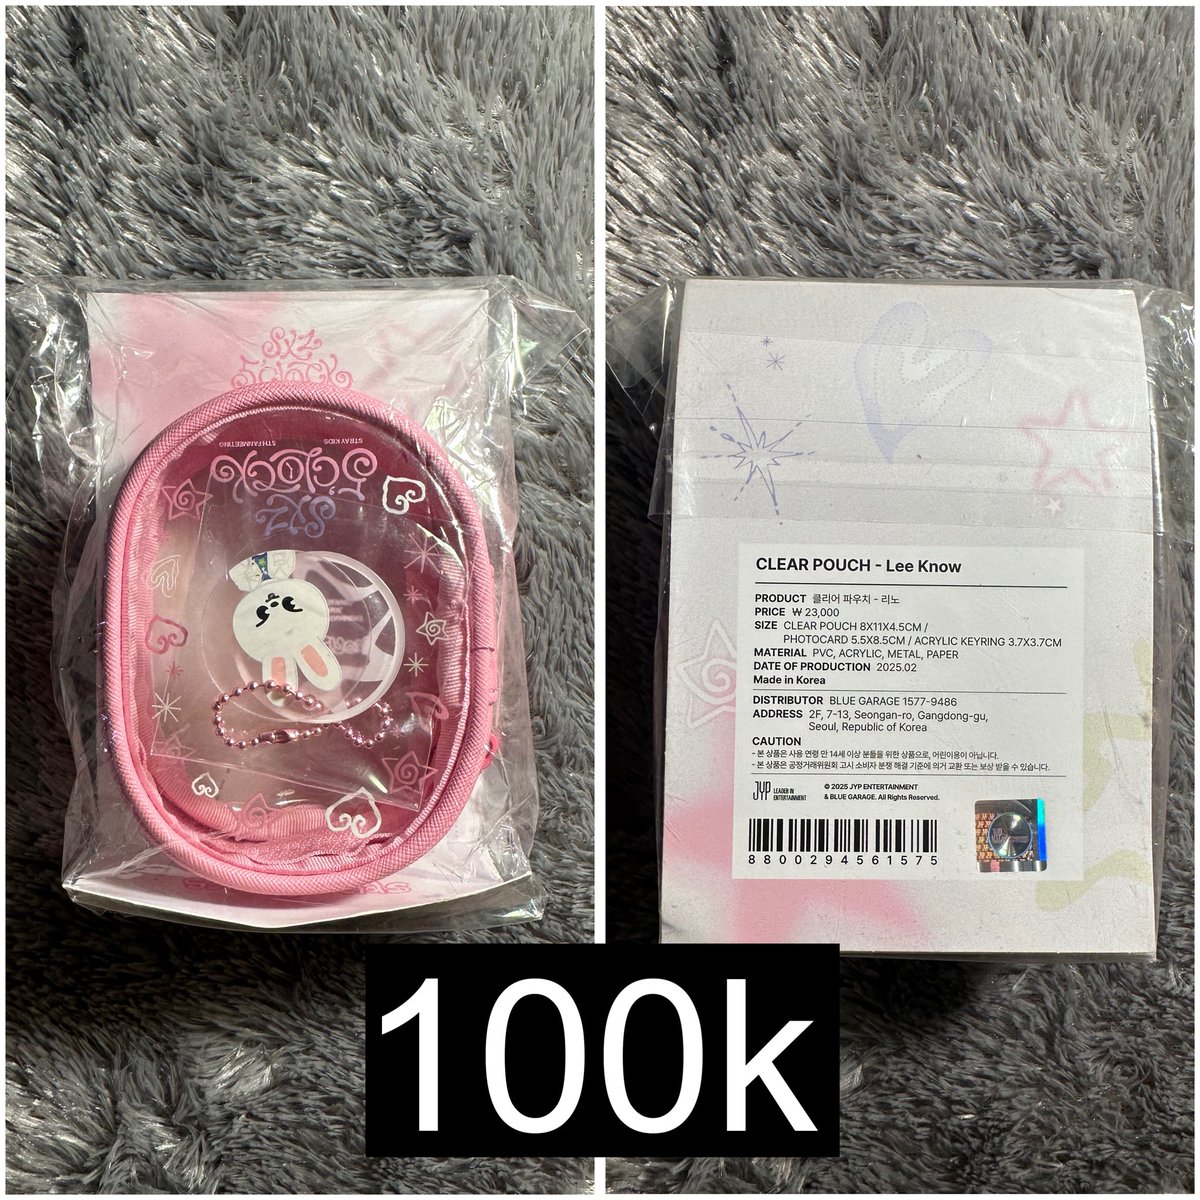 SKZ
5'CLOCK
STRAY KIDS
5TH FANMEETING
SKZ
5'CLOCK
CLEAR POUCH - Lee Know
PRODUCT 클리어 파우치 - 리노
PRICE ₩ 23,000
SIZE CLEAR POUCH 8X11X4.5CM /
PHOTOCARD 5.5X8.5CM / ACRYLIC KEYRING 3.7X3.7CM
MATERIAL PVC, ACRYLIC, METAL, PAPER
DATE OF PRODUCTION 2025.02
Made in Korea
DISTRIBUTOR BLUE GARAGE 1577-9486
ADDRESS 2F, 7-13, Seongan-ro, Gangdong-gu,
Seoul, Republic of Korea
CAUTION
- 본 상품은 사용 연령 만 14세 이상 분들을 위한 상품으로, 어린이용이 아닙니다.
- 본 상품은 공정거래위원회 고시 소비자 분쟁 해결 기준에 의거 교환 또는 보상 받을 수 있습니다.
JYP LEADER IN
ENTERTAINMENT
© 2025 JYP ENTERTAINMENT
& BLUE GARAGE. All Rights Reserved.
8800294561575
JYP
100k